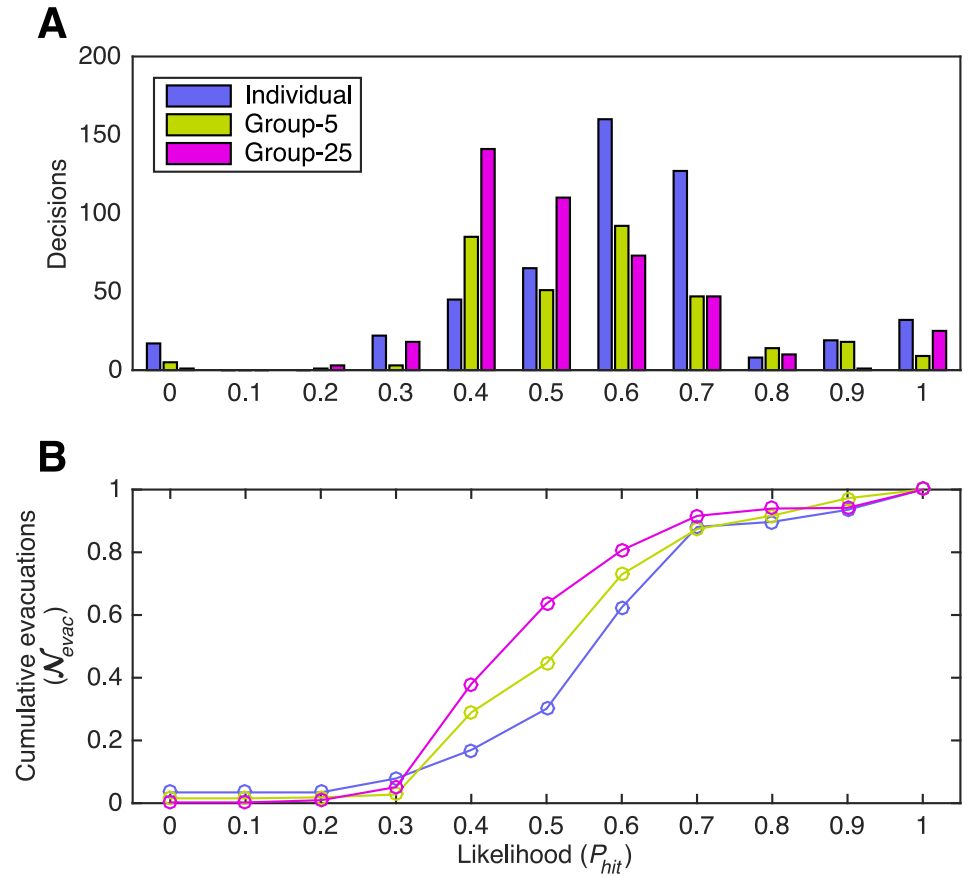 A
200
150
100
50
0
Decisions
Individual
Group-5
Group-25
0 0.1 0.2 0.3 0.4 0.5 0.6 0.7 0.8 0.9 1
B
1
0.8
0.6
0.4
0.2
0
Cumulative evacuations
(𝒩evac)
0 0.1 0.2 0.3 0.4 0.5 0.6 0.7 0.8 0.9 1
Likelihood (Phit)